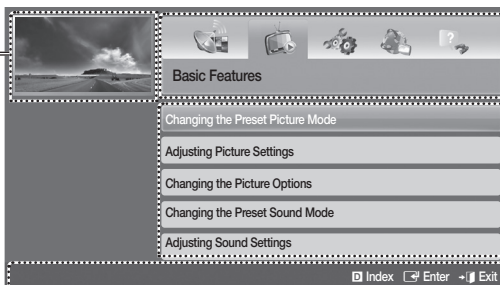 Basic Features
Changing the Preset Picture Mode
Adjusting Picture Settings
Changing the Picture Options
Changing the Preset Sound Mode
Adjusting Sound Settings
D Index Enter Exit